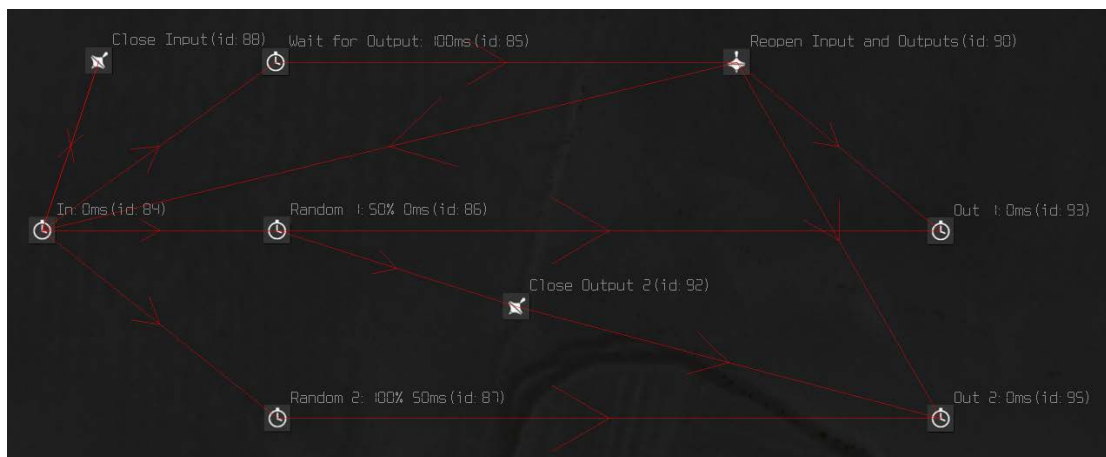 Close Input(id: 88)
Wait for Output: 100ms(id: 85)
Reopen Input and Outputs(id: 90)
In: 0ms(id: 84)
Random 1: 50% 0ms(id: 86)
Out 1: 0ms(id: 93)
Close Output 2(id: 92)
Random 2: 100% 50ms(id: 87)
Out 2: 0ms(id: 95)